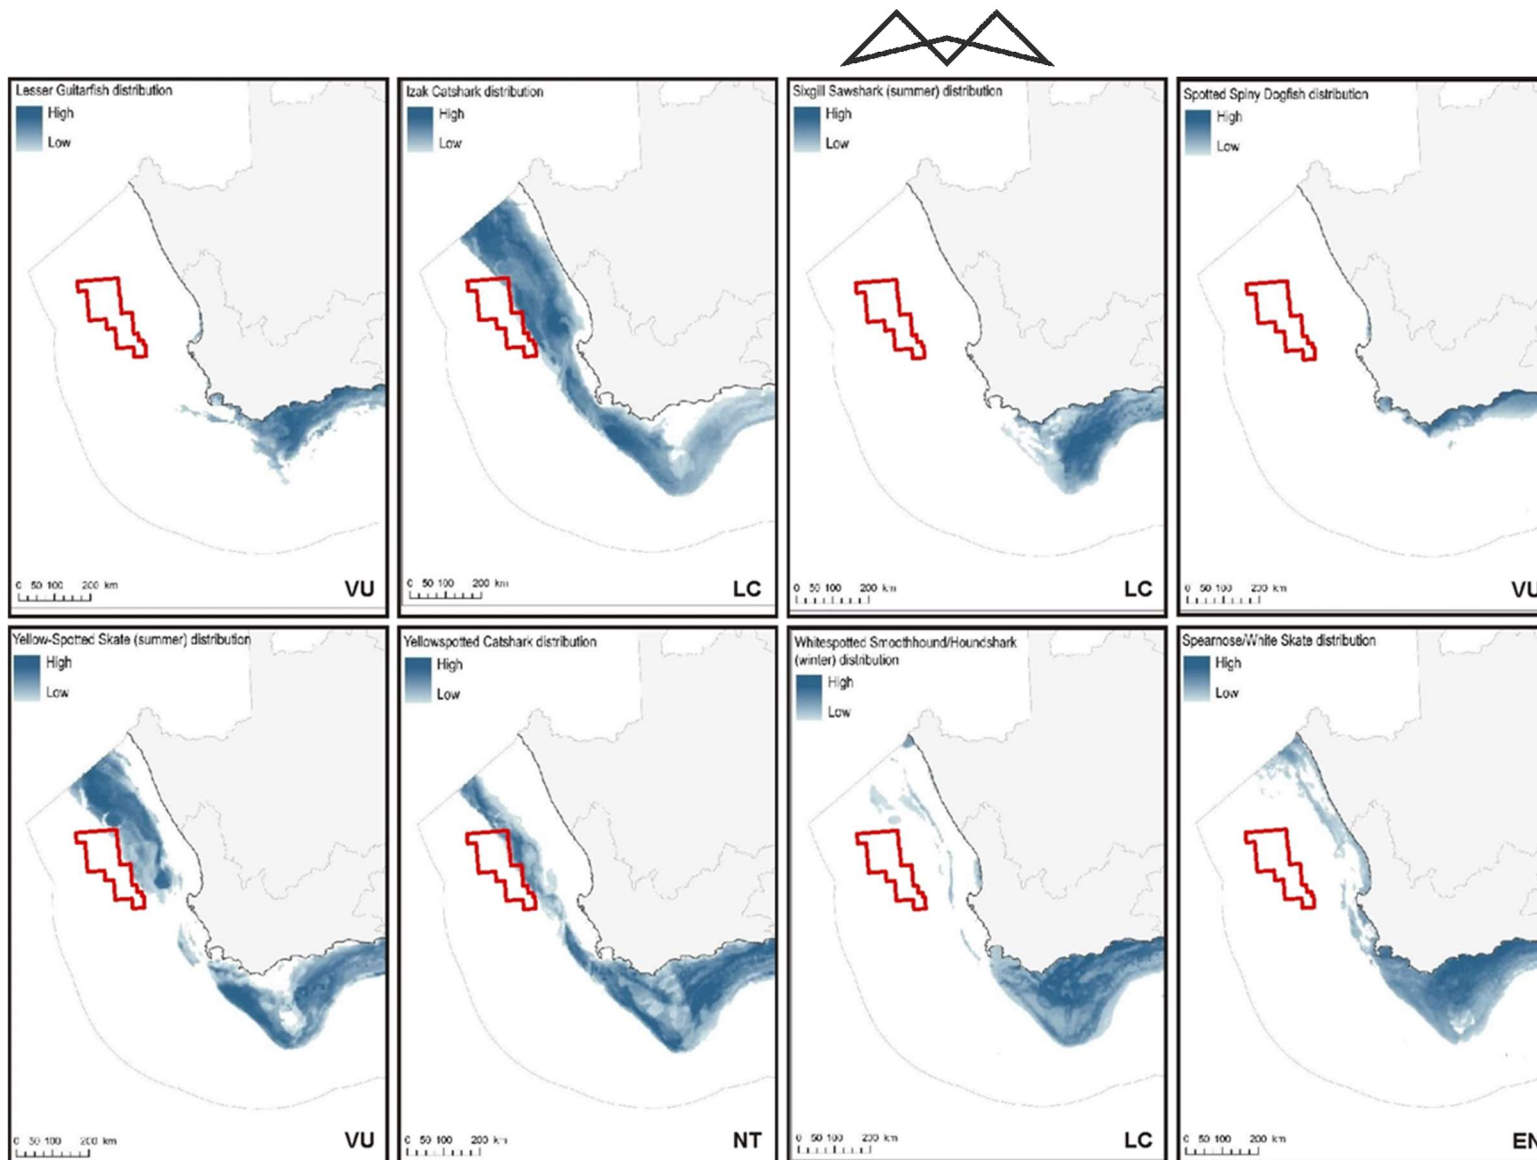 Lesser Guitarfish distribution
High
Low
0 50 100 200 km
VU
Izak Catshark distribution
High
Low
0 50 100 200 km
LC
Sixgill Sawshark (summer) distribution
High
Low
0 50 100 200 km
LC
Spotted Spiny Dogfish distribution
High
Low
0 50 100 200 km
VU
Yellow-Spotted Skate (summer) distribution
High
Low
0 50 100 200 km
VU
Yellowspotted Catshark distribution
High
Low
0 50 100 200 km
NT
Whitespotted Smoothhound/Houndshark
(winter) distribution
High
Low
0 50 100 200 km
LC
Spearnose/White Skate distribution
High
Low
0 50 100 200 km
EN